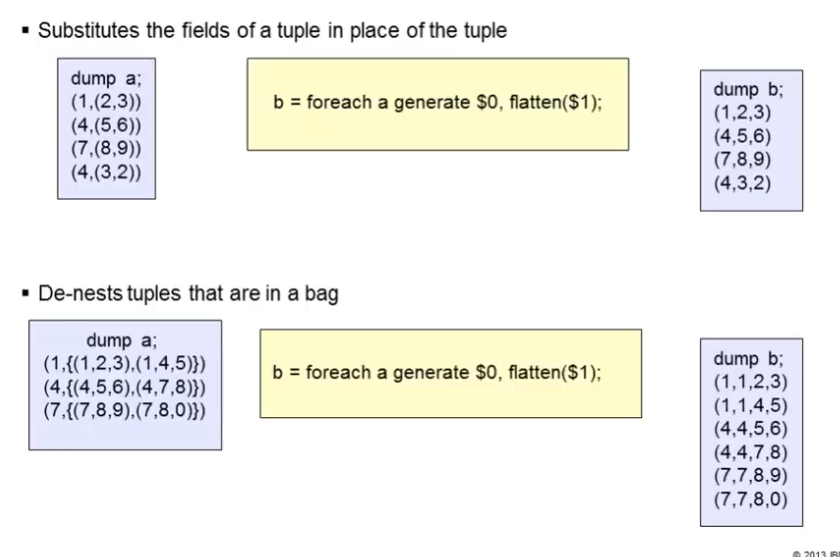 ▪ Substitutes the fields of a tuple in place of the tuple
dump a;
(1,(2,3))
(4,(5,6))
(7,(8,9))
(4,(3,2))
b = foreach a generate $0, flatten($1);
dump b;
(1,2,3)
(4,5,6)
(7,8,9)
(4,3,2)
▪ De-nests tuples that are in a bag
dump a;
(1,{(1,2,3),(1,4,5)})
(4,{(4,5,6),(4,7,8)})
(7,{(7,8,9),(7,8,0)})
b = foreach a generate $0, flatten($1);
dump b;
(1,1,2,3)
(1,1,4,5)
(4,4,5,6)
(4,4,7,8)
(7,7,8,9)
(7,7,8,0)
© 2013